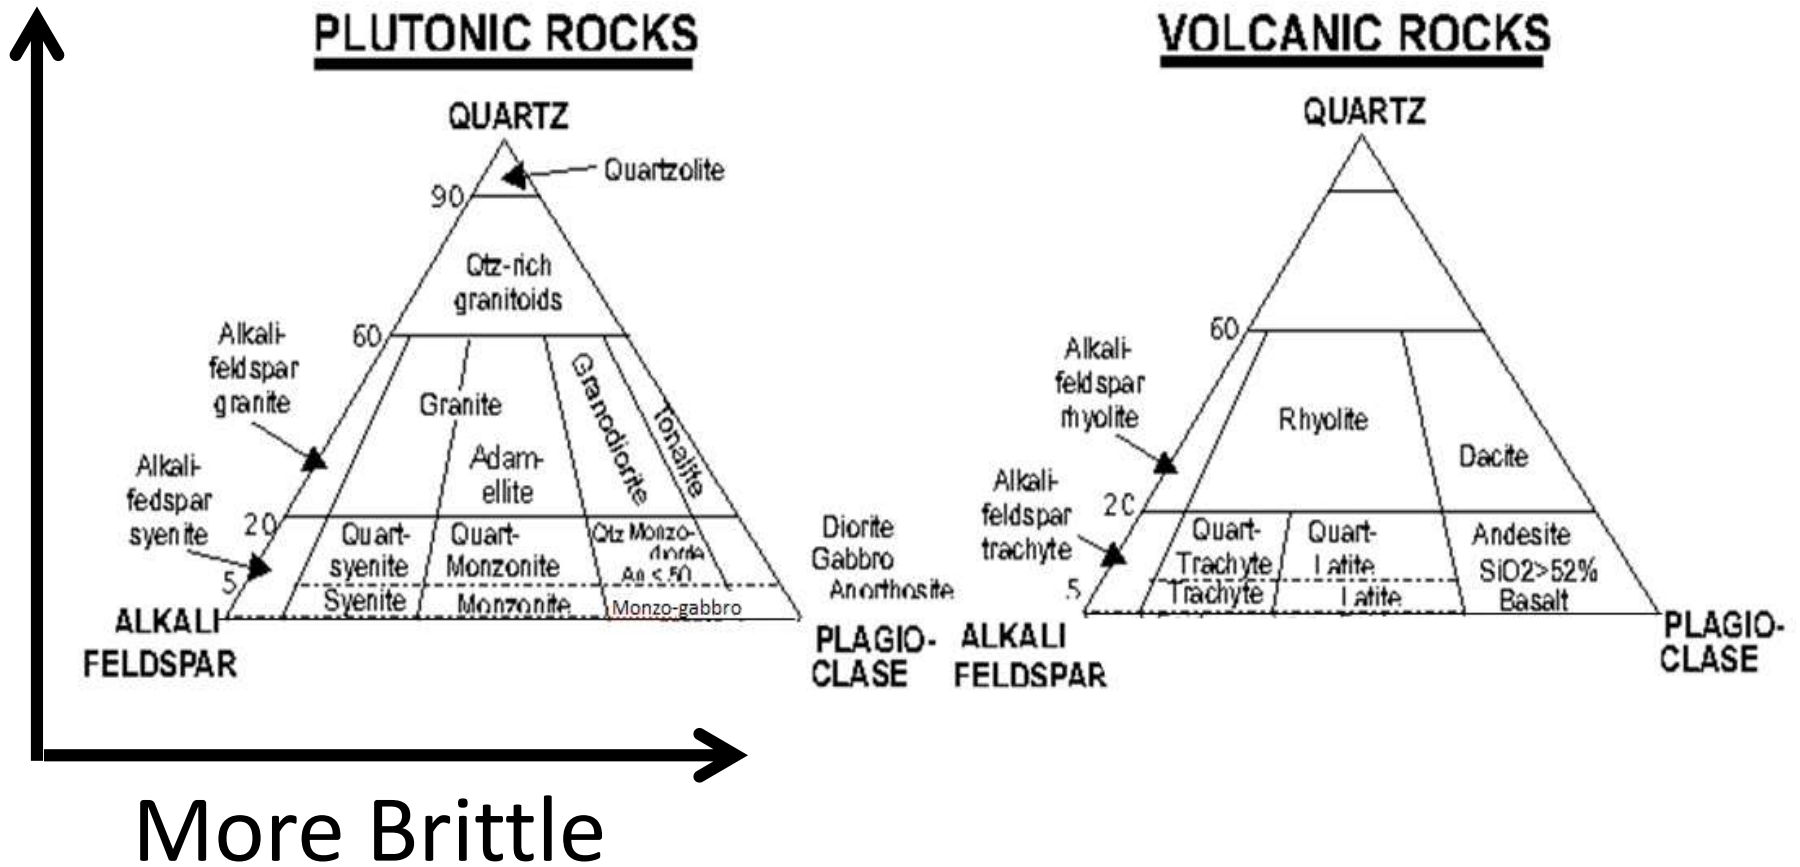 PLUTONIC ROCKS
QUARTZ
Quartzolite
90
Qtz-rich
granitoids
60
Alkali-
feldspar
granite
Granite
Granodiorite
Tonalite
Adam-
ellite
Alkali-
fedspar
syenite
20
Quart-
syenite
Quart-
Monzonite
Qtz Monzo-
diorite
An < 50
Diorite
Gabbro
Anorthosite
5
Syenite
Monzonite
Monzo-gabbro
ALKALI
FELDSPAR
PLAGIO-
CLASE
VOLCANIC ROCKS
QUARTZ
60
Alkali-
feldspar
rhyolite
Rhyolite
Dacite
Alkali-
feldspar
trachyte
20
Quart-
Trachyte
Quart-
Latite
Andesite
SiO2>52%
Basalt
5
Trachyte
Latite
ALKALI
FELDSPAR
PLAGIO-
CLASE
More Brittle